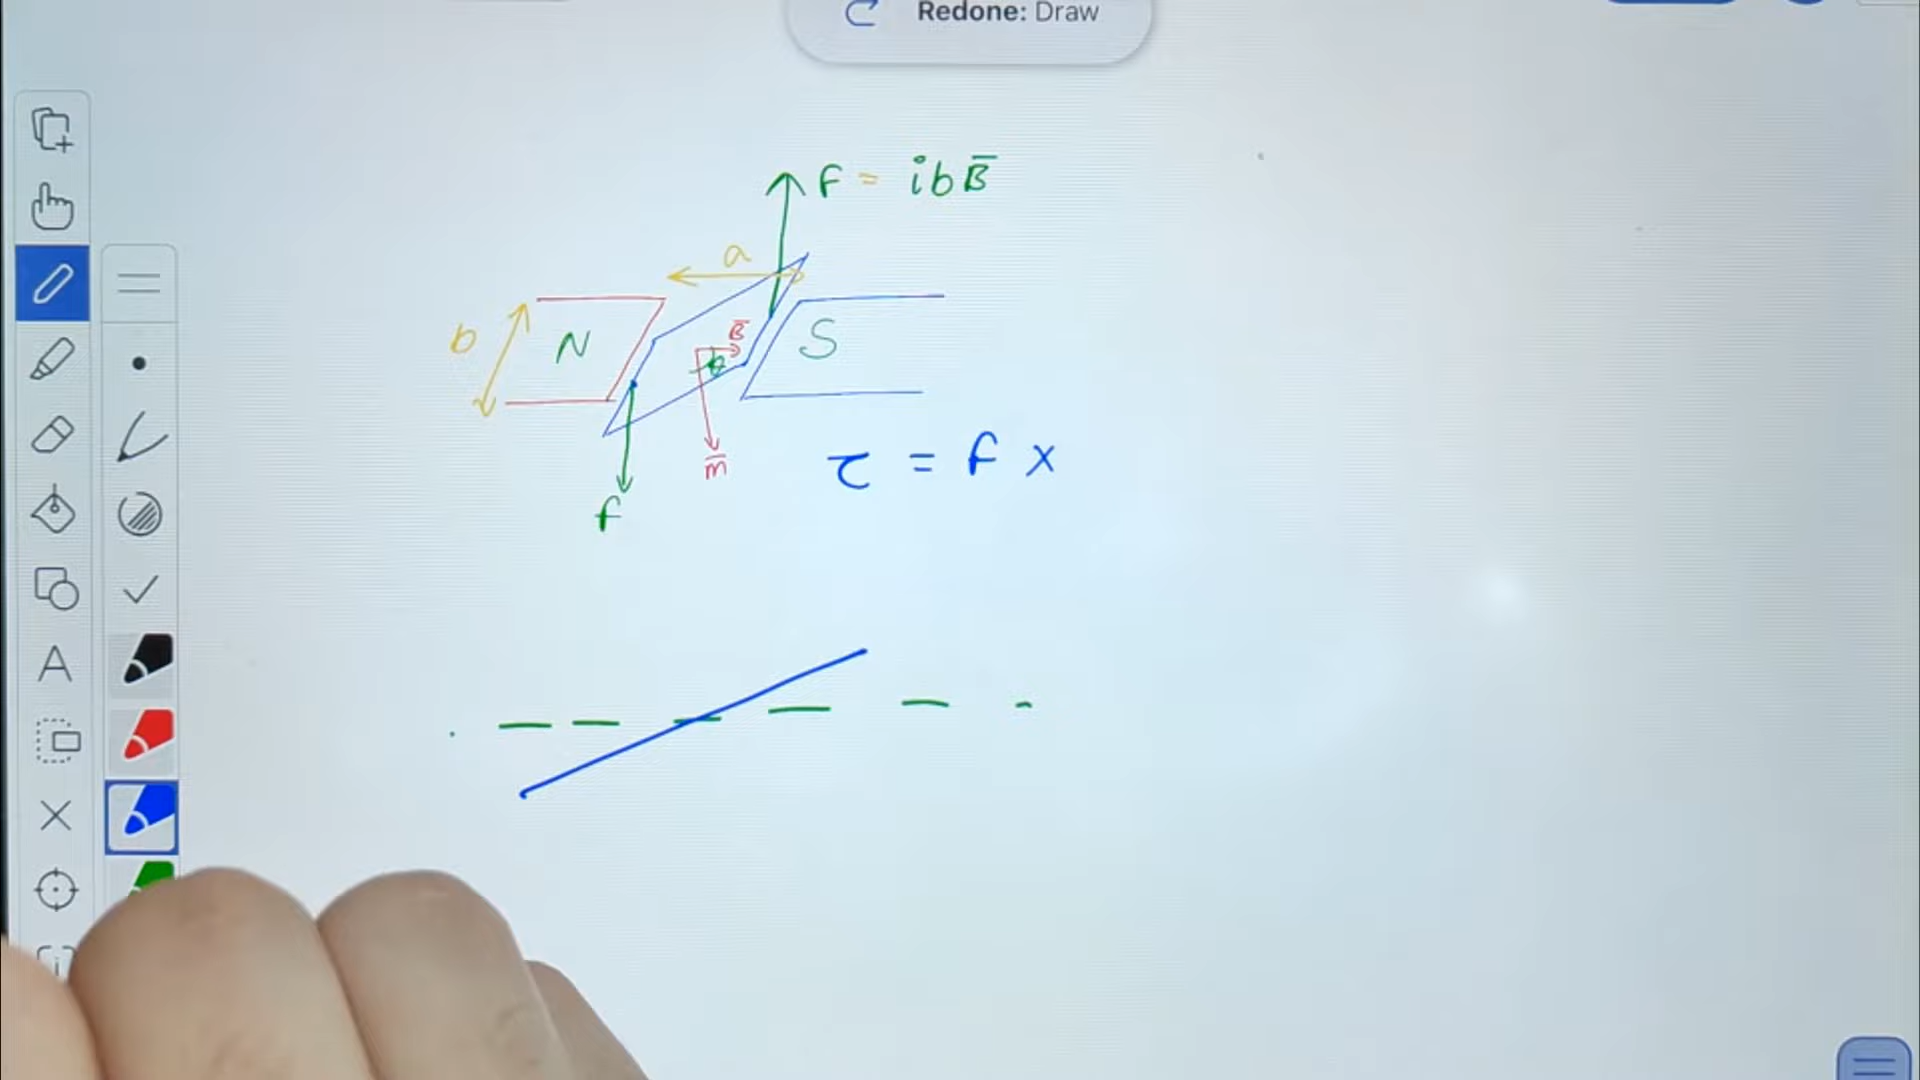 Redone: Draw
F = ibB̄
a
b
N
B̄
θ
S
m̄
τ = F x
f
A